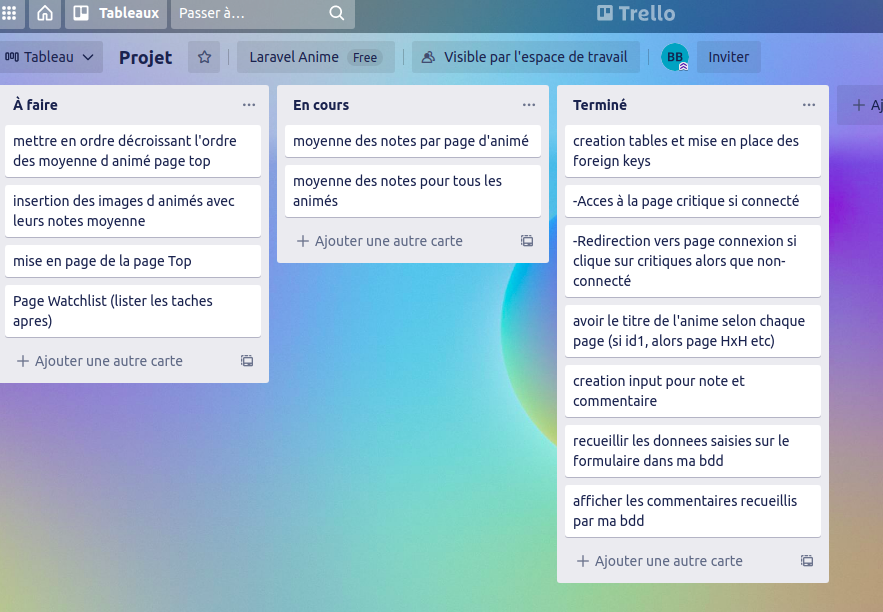 Tableaux
Passer à…
Trello
Tableau
Projet
Laravel Anime Free
Visible par l'espace de travail
BB
Inviter
À faire
mettre en ordre décroissant l'ordre
des moyenne d animé page top
insertion des images d animés avec
leurs notes moyenne
mise en page de la page Top
Page Watchlist (lister les taches
apres)
Ajouter une autre carte
En cours
moyenne des notes par page d'animé
moyenne des notes pour tous les
animés
Ajouter une autre carte
Terminé
creation tables et mise en place des
foreign keys
-Acces à la page critique si connecté
-Redirection vers page connexion si
clique sur critiques alors que non-
connecté
avoir le titre de l'anime selon chaque
page (si id1, alors page HxH etc)
creation input pour note et
commentaire
recueillir les donnees saisies sur le
formulaire dans ma bdd
afficher les commentaires recueillis
par ma bdd
Ajouter une autre carte